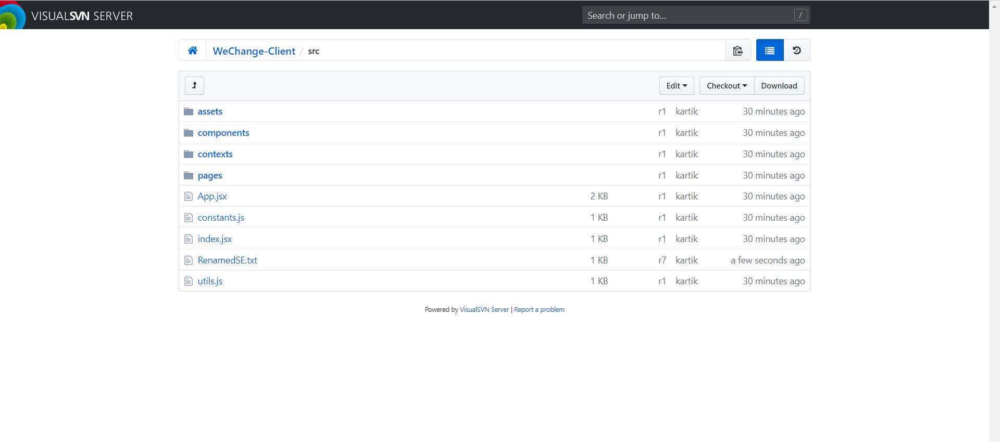 VISUALSVN SERVER
Search or jump to... /
WeChange-Client / src
Edit Checkout Download
assets r1 kartik 30 minutes ago
components r1 kartik 30 minutes ago
contexts r1 kartik 30 minutes ago
pages r1 kartik 30 minutes ago
App.jsx 2 KB r1 kartik 30 minutes ago
constants.js 1 KB r1 kartik 30 minutes ago
index.jsx 1 KB r1 kartik 30 minutes ago
RenamedSE.txt 1 KB r7 kartik a few seconds ago
utils.js 1 KB r1 kartik 30 minutes ago
Powered by VisualSVN Server | Report a problem